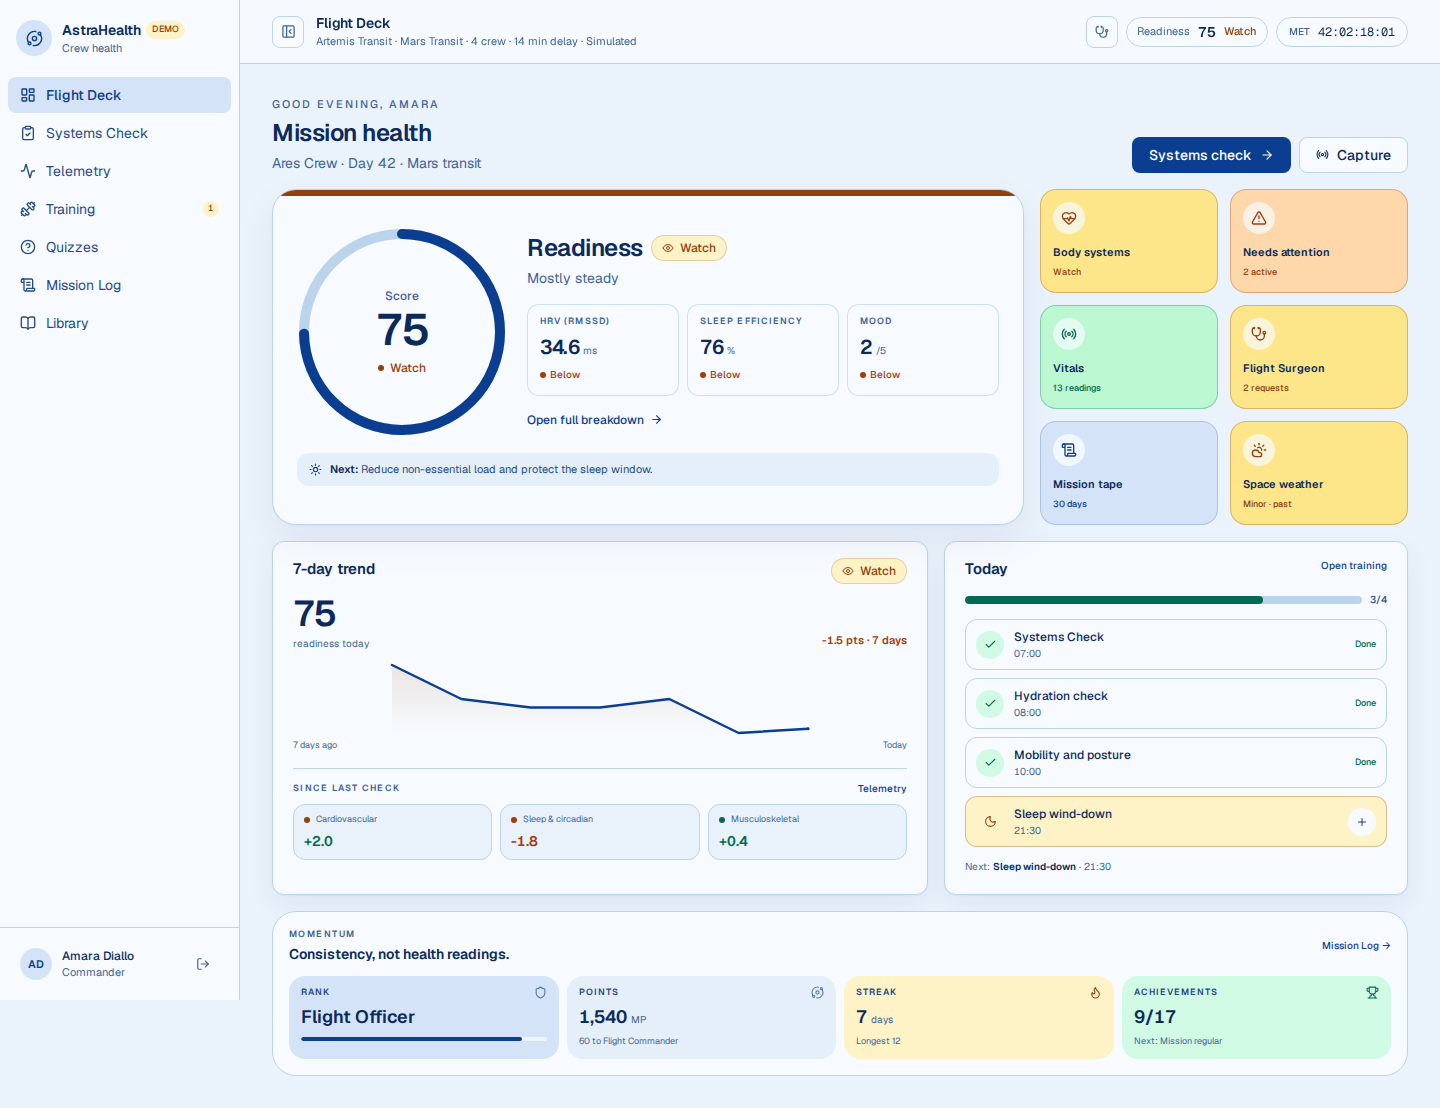 AstraHealth DEMO
Crew health
Flight Deck
Systems Check
Telemetry
Training 1
Quizzes
Mission Log
Library
AD
Amara Diallo
Commander
Flight Deck
Artemis Transit · Mars Transit · 4 crew · 14 min delay · Simulated
Readiness 75 Watch
MET 42:02:18:01
GOOD EVENING, AMARA
Mission health
Ares Crew · Day 42 · Mars transit
Systems check
Capture
Score
75
Watch
Readiness Watch
Mostly steady
HRV (RMSSD)
34.6 ms
Below
SLEEP EFFICIENCY
76 %
Below
MOOD
2 /5
Below
Open full breakdown
Next: Reduce non-essential load and protect the sleep window.
Body systems
Watch
Needs attention
2 active
Vitals
13 readings
Flight Surgeon
2 requests
Mission tape
30 days
Space weather
Minor · past
7-day trend
Watch
75
readiness today
-1.5 pts · 7 days
7 days ago
Today
SINCE LAST CHECK
Telemetry
Cardiovascular
+2.0
Sleep & circadian
-1.8
Musculoskeletal
+0.4
Today
Open training
3/4
Systems Check
07:00
Done
Hydration check
08:00
Done
Mobility and posture
10:00
Done
Sleep wind-down
21:30
Next: Sleep wind-down · 21:30
MOMENTUM
Consistency, not health readings.
Mission Log →
RANK
Flight Officer
POINTS
1,540 MP
60 to Flight Commander
STREAK
7 days
Longest 12
ACHIEVEMENTS
9/17
Next: Mission regular